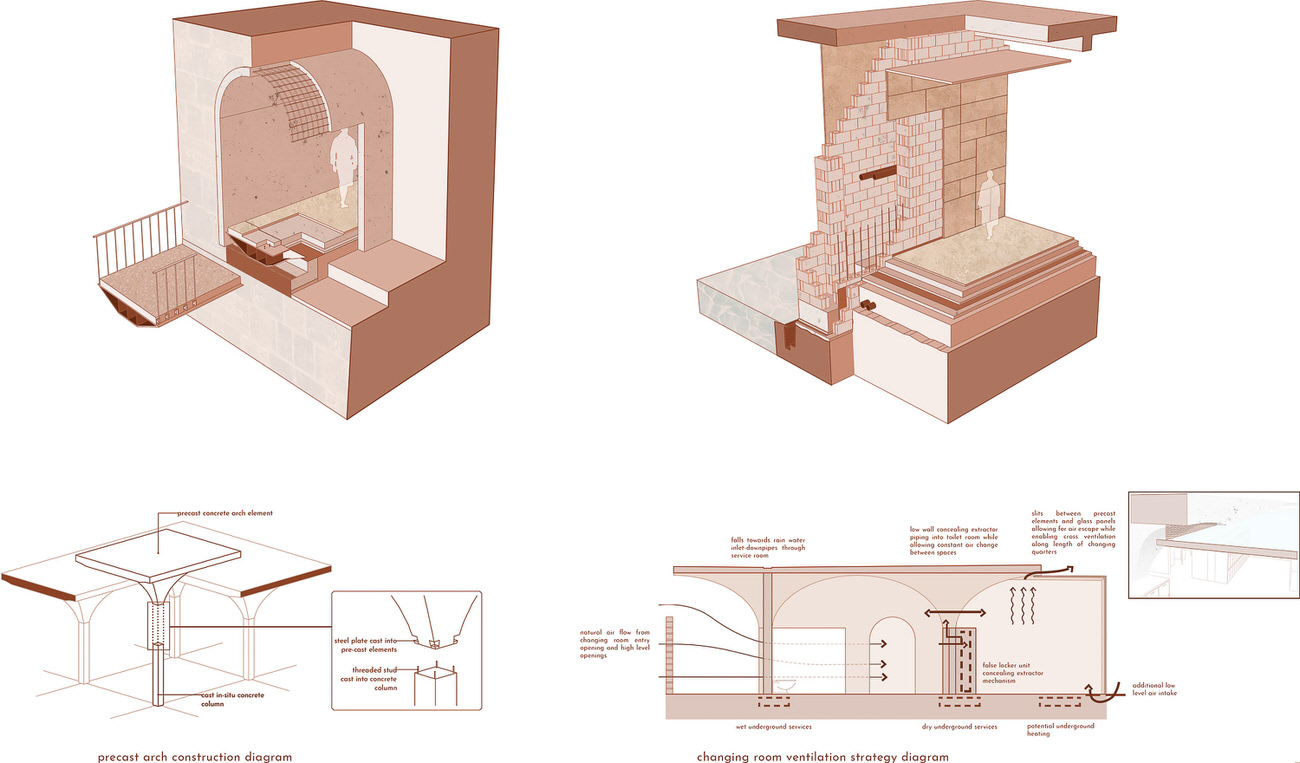 precast concrete arch element
steel plate cast into
pre-cast elements
threaded stud
cast into concrete
column
cast in-situ concrete
column
precast arch construction diagram
falls towards rain water
inlet-downpipes through
service room
low wall concealing extractor
piping into toilet room while
allowing constant air change
between spaces
slits between precast
elements and glass panels
allowing for air escape while
enabling cross ventilation
along length of changing
quarters
natural air flow from
changing room entry
opening and high level
openings
false locker unit
concealing extractor
mechanism
additional low
level air intake
wet underground services
dry underground services
potential underground
heating
changing room ventilation strategy diagram